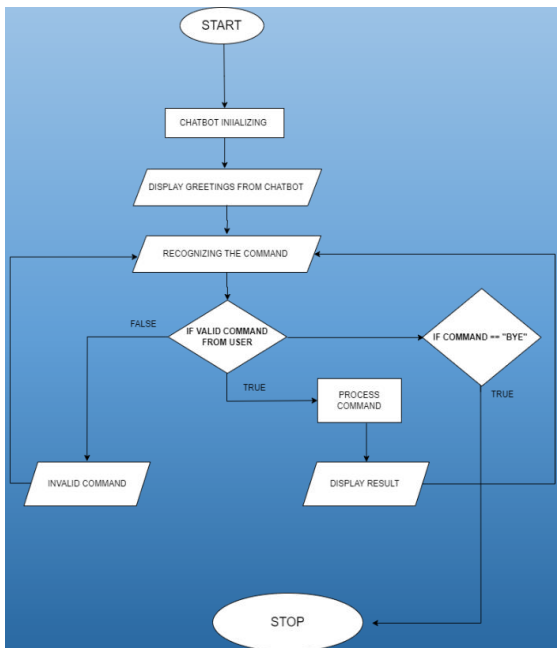 START
CHATBOT INIIALIZING
DISPLAY GREETINGS FROM CHATBOT
RECOGNIZING THE COMMAND
FALSE
IF VALID COMMAND
FROM USER
IF COMMAND == "BYE"
TRUE
PROCESS
COMMAND
TRUE
INVALID COMMAND
DISPLAY RESULT
STOP